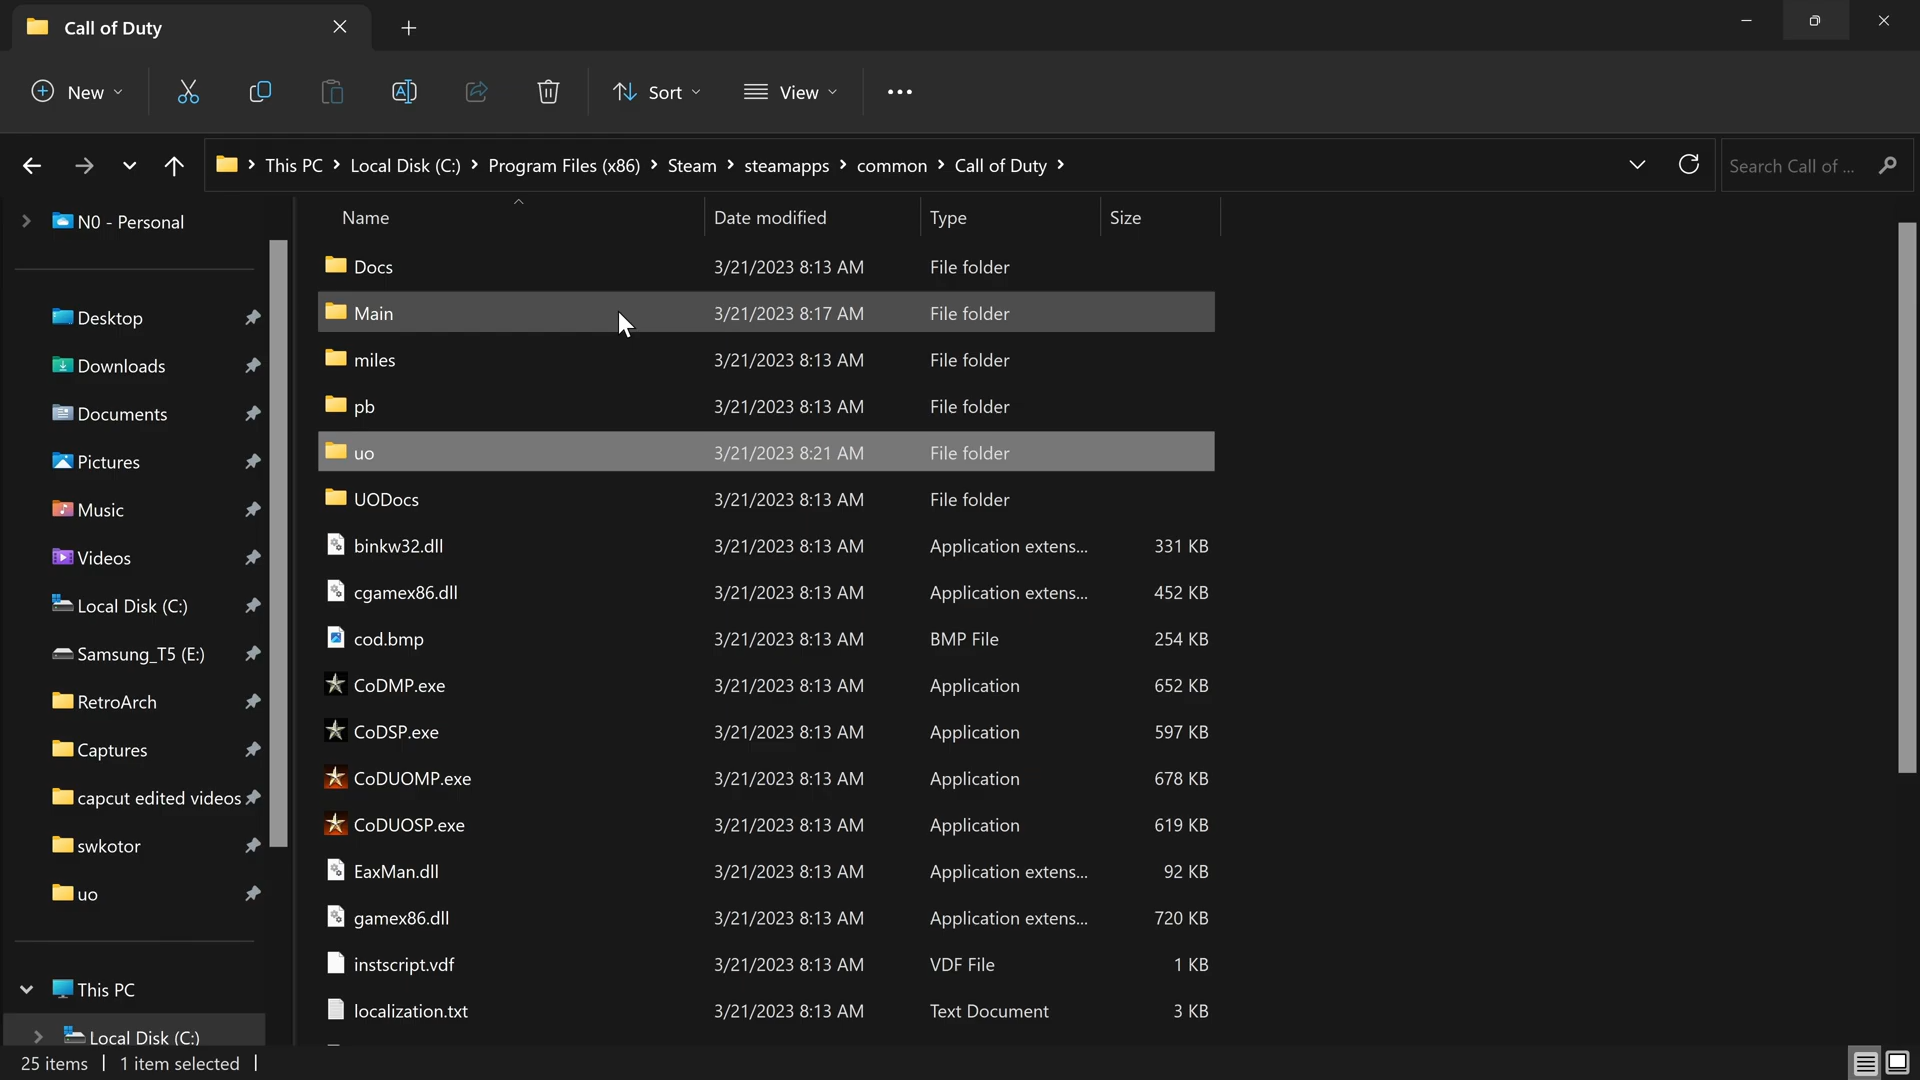 Call of Duty
New
Sort
View
This PC
Local Disk (C:)
Program Files (x86)
Steam
steamapps
common
Call of Duty
Search Call of ...
N0 - Personal
Desktop
Downloads
Documents
Pictures
Music
Videos
Local Disk (C:)
Samsung_T5 (E:)
RetroArch
Captures
capcut edited videos
swkotor
uo
This PC
Local Disk (C:)
Name Date modified Type Size
Docs 3/21/2023 8:13 AM File folder
Main 3/21/2023 8:17 AM File folder
miles 3/21/2023 8:13 AM File folder
pb 3/21/2023 8:13 AM File folder
uo 3/21/2023 8:21 AM File folder
UODocs 3/21/2023 8:13 AM File folder
binkw32.dll 3/21/2023 8:13 AM Application extens... 331 KB
cgamex86.dll 3/21/2023 8:13 AM Application extens... 452 KB
cod.bmp 3/21/2023 8:13 AM BMP File 254 KB
CoDMP.exe 3/21/2023 8:13 AM Application 652 KB
CoDSP.exe 3/21/2023 8:13 AM Application 597 KB
CoDUOMP.exe 3/21/2023 8:13 AM Application 678 KB
CoDUOSP.exe 3/21/2023 8:13 AM Application 619 KB
EaxMan.dll 3/21/2023 8:13 AM Application extens... 92 KB
gamex86.dll 3/21/2023 8:13 AM Application extens... 720 KB
instscript.vdf 3/21/2023 8:13 AM VDF File 1 KB
localization.txt 3/21/2023 8:13 AM Text Document 3 KB
25 items 1 item selected